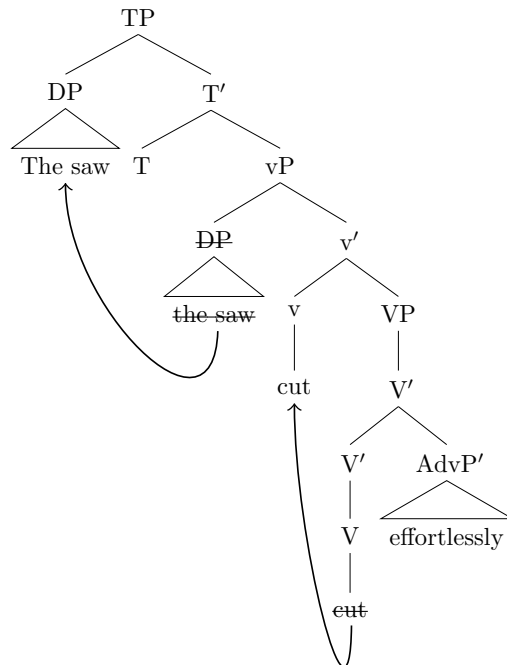 TP
DP T′
The saw T vP
DP v′
the saw v VP
cut V′
V′ AdvP′
V effortlessly
cut